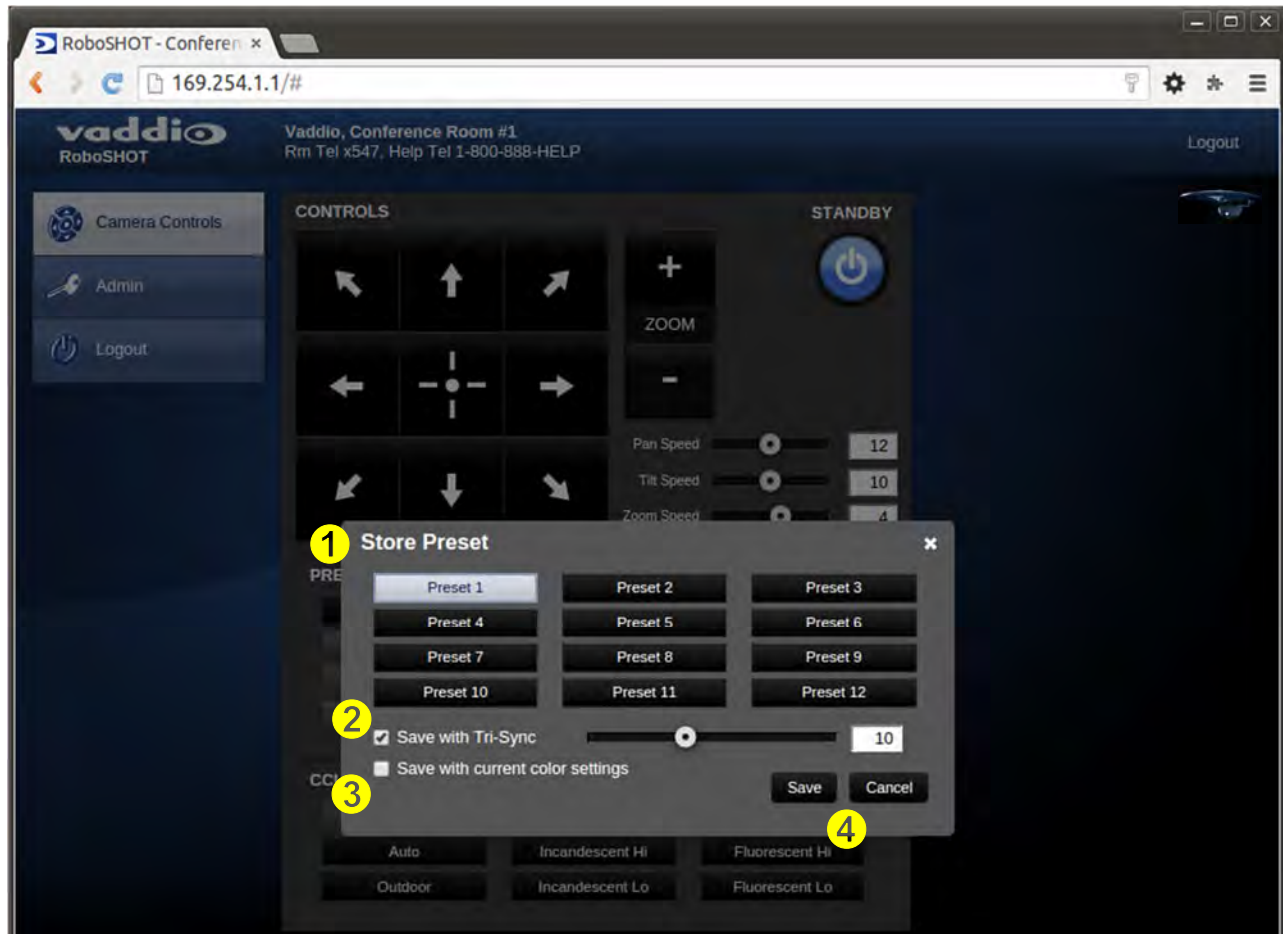 RoboSHOT - Conferen
169.254.1.1/#
vaddio
RoboSHOT
Vaddio, Conference Room #1
Rm Tel x547, Help Tel 1-800-888-HELP
Logout
Camera Controls
Admin
Logout
CONTROLS
STANDBY
+
ZOOM
-
Pan Speed 12
Tilt Speed 10
Zoom Speed 4
1 Store Preset
PRE
Preset 1 Preset 2 Preset 3
Preset 4 Preset 5 Preset 6
Preset 7 Preset 8 Preset 9
Preset 10 Preset 11 Preset 12
2 Save with Tri-Sync 10
3 Save with current color settings
CCU
Save Cancel
4
Auto Incandescent Hi Fluorescent Hi
Outdoor Incandescent Lo Fluorescent Lo